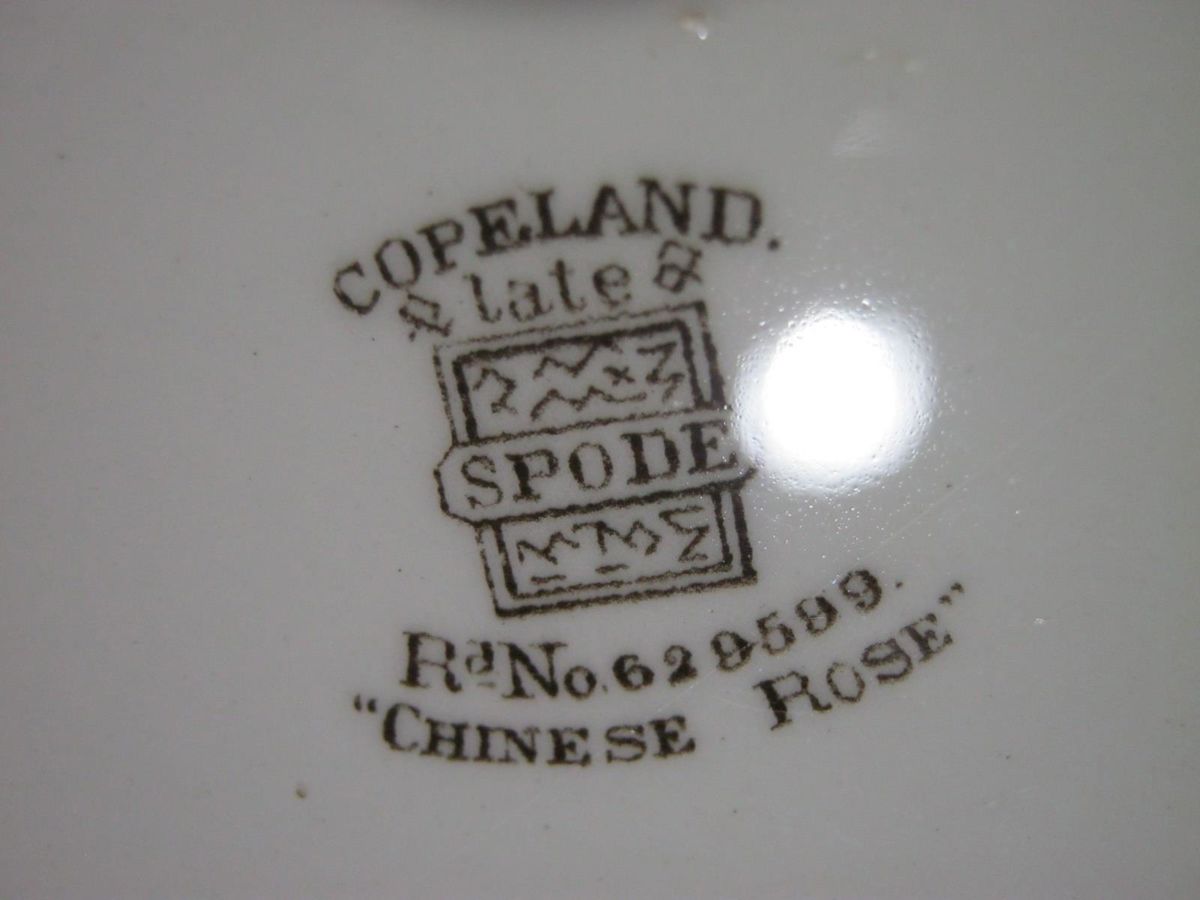 COPELAND.
late
SPODE
Rd No. 629599.
"CHINESE ROSE"